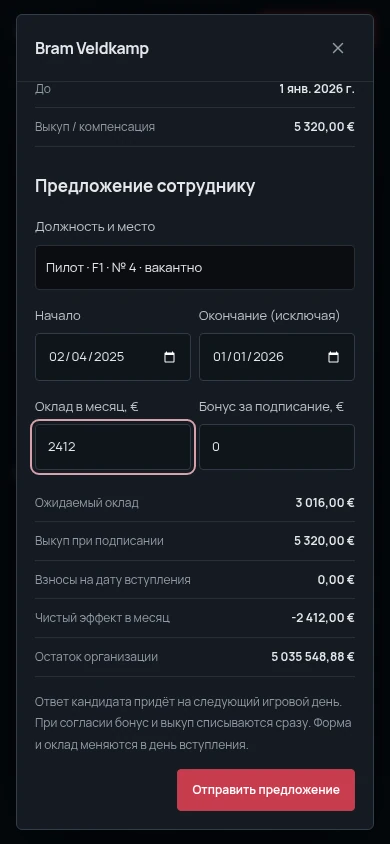 Bram Veldkamp
До 1 янв. 2026 г.
Выкуп / компенсация 5 320,00 €
Предложение сотруднику
Должность и место
Пилот · F1 · № 4 · вакантно
Начало Окончание (исключая)
02/04/2025 01/01/2026
Оклад в месяц, € Бонус за подписание, €
2412 0
Ожидаемый оклад 3 016,00 €
Выкуп при подписании 5 320,00 €
Взносы на дату вступления 0,00 €
Чистый эффект в месяц -2 412,00 €
Остаток организации 5 035 548,88 €
Ответ кандидата придёт на следующий игровой день.
При согласии бонус и выкуп списываются сразу. Форма
и оклад меняются в день вступления.
Отправить предложение